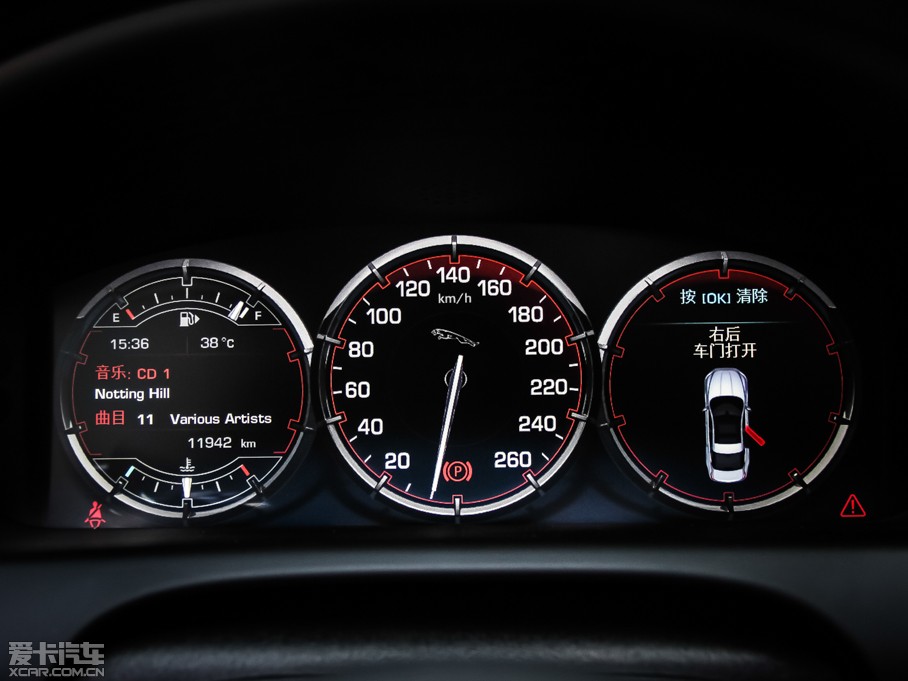 E F
15:36 38°C
音乐: CD 1
Notting Hill
曲目 11 Various Artists
11942 km
140
120 160
km/h
100 180
80 200
60 220
40 240
20 260
P
按 [OK] 清除
右后
车门打开
爱卡汽车
XCAR.COM.CN